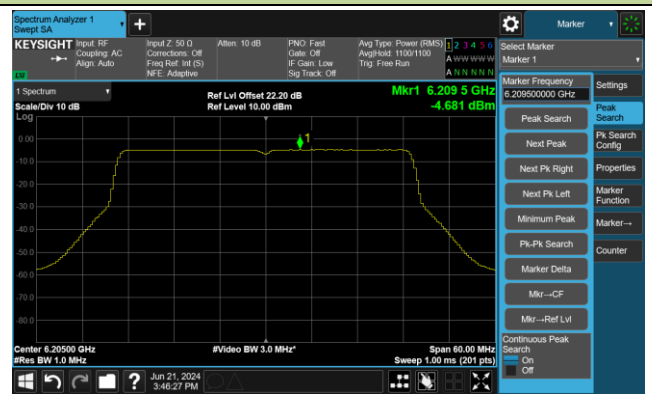 Spectrum Analyzer 1
Swept SA
+
Marker
KEYSIGHT
Input: RF
Coupling: AC
Align: Auto
Input Z: 50 Ω
Corrections: Off
Freq Ref: Int (S)
NFE: Adaptive
Atten: 10 dB
PNO: Fast
Gate: Off
IF Gain: Low
Sig Track: Off
Avg Type: Power (RMS)
Avg|Hold: 1100/1100
Trig: Free Run
1 2 3 4 5 6
A WW WW W
A N N N N N
LW
Select Marker
Marker 1
1 Spectrum
Scale/Div 10 dB
Log
Ref Lvl Offset 22.20 dB
Ref Level 10.00 dBm
Mkr1 6.209 5 GHz
-4.681 dBm
1
0.00
-10.0
-20.0
-30.0
-40.0
-50.0
-60.0
-70.0
-80.0
Center 6.20500 GHz
#Res BW 1.0 MHz
#Video BW 3.0 MHz*
Span 60.00 MHz
Sweep 1.00 ms (201 pts)
Marker Frequency
6.209500000 GHz
Peak Search
Next Peak
Next Pk Right
Next Pk Left
Minimum Peak
Pk-Pk Search
Marker Delta
Mkr→CF
Mkr→Ref Lvl
Continuous Peak
Search
On
Off
Settings
Peak
Search
Pk Search
Config
Properties
Marker
Function
Marker→
Counter
?
Jun 21, 2024
3:46:27 PM